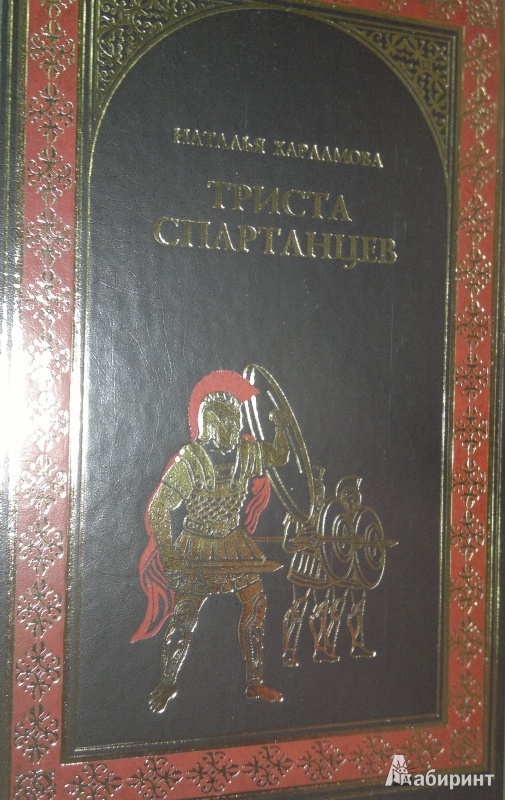 НАТАЛЬЯ ХАРЛАМОВА
ТРИСТА
СПАРТАНЦЕВ
Лабиринт